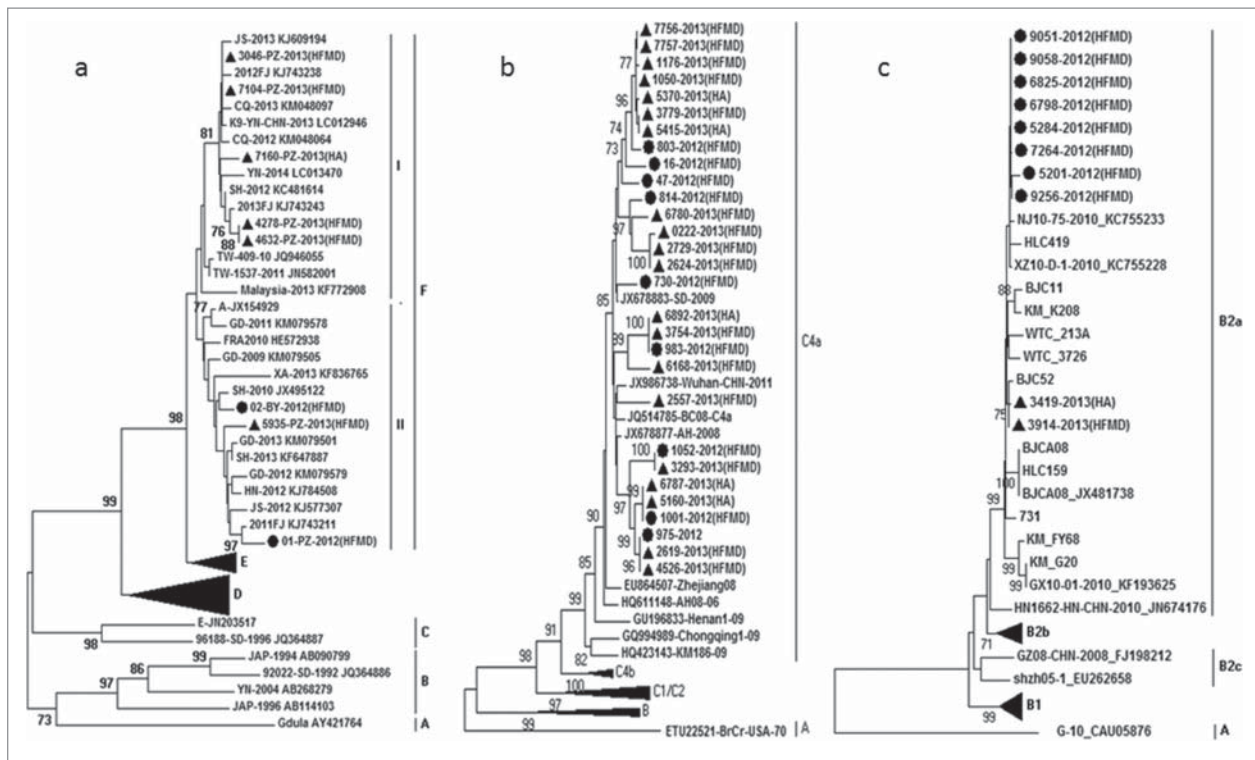 a
JS-2013 KJ609194
3046-PZ-2013(HFMD)
2012FJ KJ743238
7104-PZ-2013(HFMD)
CQ-2013 KM048097
K9-YN-CHN-2013 LC012946
CQ-2012 KM048064
81
7160-PZ-2013(HA)
YN-2014 LC013470
SH-2012 KC481614
2013FJ KJ743243
4278-PZ-2013(HFMD)
76
88
4632-PZ-2013(HFMD)
TW-409-10 JQ946055
TW-1537-2011 JN582001
Malaysia-2013 KF772908
I
F
77
A-JX154929
GD-2011 KM079578
FRA2010 HE572938
GD-2009 KM079505
XA-2013 KF836765
SH-2010 JX495122
02-BY-2012(HFMD)
98
5935-PZ-2013(HFMD)
II
GD-2013 KM079501
SH-2013 KF647887
GD-2012 KM079579
HN-2012 KJ784508
99
JS-2012 KJ577307
2011FJ KJ743211
97
01-PZ-2012(HFMD)
E
D
E-JN203517
98
96188-SD-1996 JQ364887
C
99
JAP-1994 AB090799
86
92022-SD-1992 JQ364886
97
YN-2004 AB268279
B
JAP-1996 AB114103
73
Gdula AY421764
A
b
7756-2013(HFMD)
7757-2013(HFMD)
77
1176-2013(HFMD)
1050-2013(HFMD)
96
5370-2013(HA)
3779-2013(HFMD)
74
5415-2013(HA)
73
803-2012(HFMD)
16-2012(HFMD)
47-2012(HFMD)
814-2012(HFMD)
97
6780-2013(HFMD)
0222-2013(HFMD)
2729-2013(HFMD)
100
2624-2013(HFMD)
730-2012(HFMD)
85
JX678883-SD-2009
100
6892-2013(HA)
3754-2013(HFMD)
983-2012(HFMD)
6168-2013(HFMD)
C4a
JX986738-Wuhan-CHN-2011
2557-2013(HFMD)
JQ514785-BC08-C4a
JX678877-AH-2008
100
1052-2012(HFMD)
3293-2013(HFMD)
99
6787-2013(HA)
97
5160-2013(HA)
1001-2012(HFMD)
90
99
975-2012
2619-2013(HFMD)
96
4526-2013(HFMD)
85
EU864507-Zhejiang08
99
HQ611148-AH08-06
GU196833-Henan1-09
91
GQ994989-Chongqing1-09
82
HQ423143-KM186-09
98
C4b
100
C1/C2
97
B
99
ETU22521-BrCr-USA-70
A
c
9051-2012(HFMD)
9058-2012(HFMD)
6825-2012(HFMD)
6798-2012(HFMD)
5284-2012(HFMD)
7264-2012(HFMD)
5201-2012(HFMD)
9256-2012(HFMD)
NJ10-75-2010_KC755233
HLC419
XZ10-D-1-2010_KC755228
88
BJC11
KM_K208
B2a
WTC_213A
WTC_3726
BJC52
75
3419-2013(HA)
3914-2013(HFMD)
BJCA08
HLC159
100
BJCA08_JX481738
99
731
KM_FY68
KM_G20
99
GX10-01-2010_KF193625
HN1662-HN-CHN-2010_JN674176
B2b
71
GZ08-CHN-2008_FJ198212
B2c
shzh05-1_EU262658
B1
99
G-10_CAU05876
A